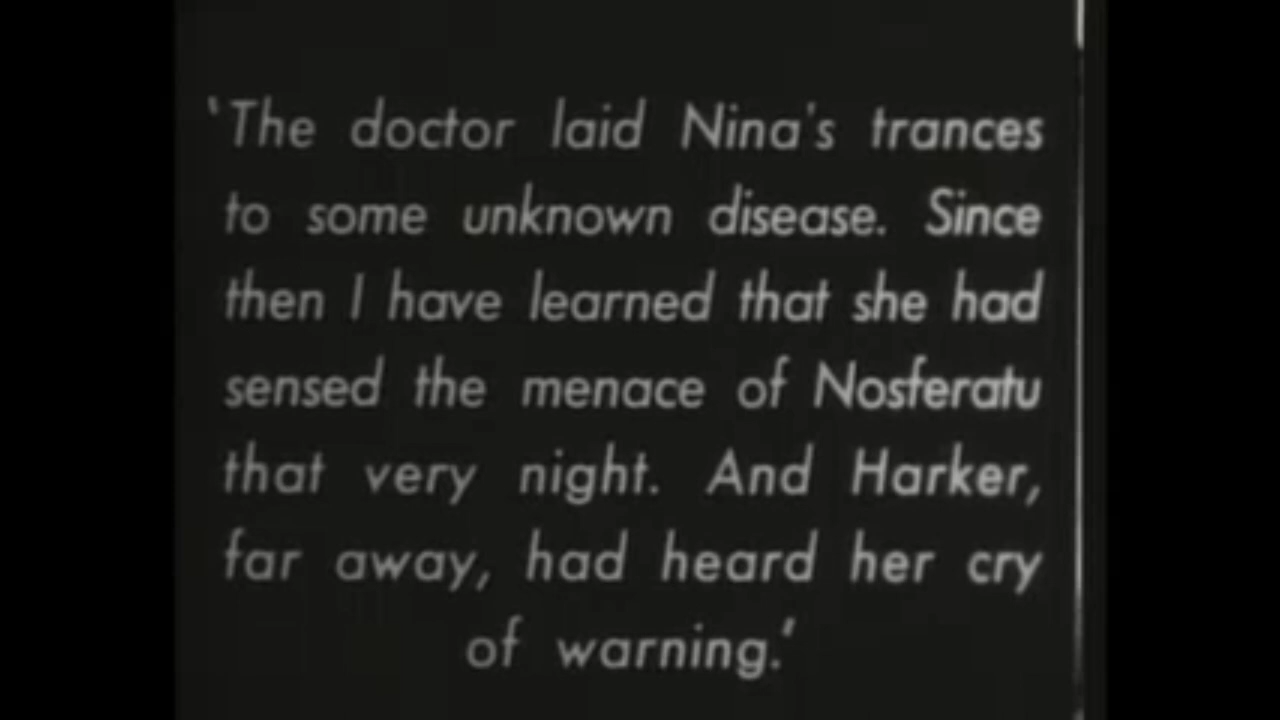 'The doctor laid Nina's trances
to some unknown disease. Since
then I have learned that she had
sensed the menace of Nosferatu
that very night. And Harker,
far away, had heard her cry
of warning.'